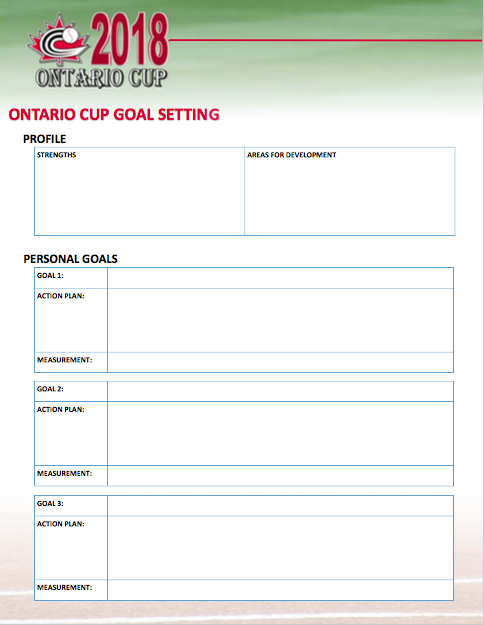 2018
ONTARIO CUP
ONTARIO CUP GOAL SETTING
PROFILE
STRENGTHS
AREAS FOR DEVELOPMENT
PERSONAL GOALS
GOAL 1:
ACTION PLAN:
MEASUREMENT:
GOAL 2:
ACTION PLAN:
MEASUREMENT:
GOAL 3:
ACTION PLAN:
MEASUREMENT: